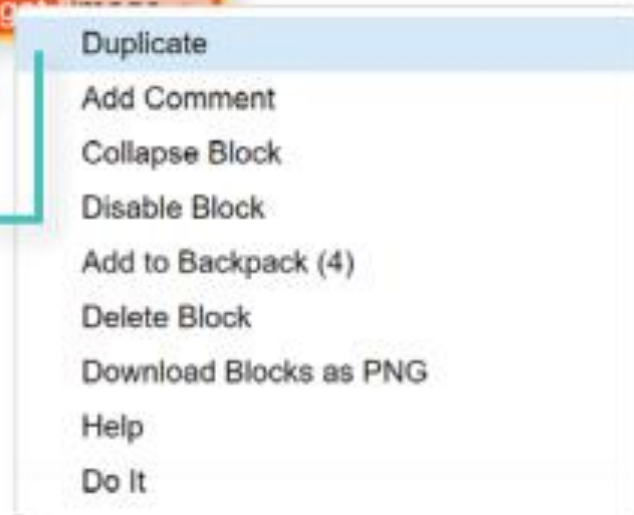 Duplicate
Add Comment
Collapse Block
Disable Block
Add to Backpack (4)
Delete Block
Download Blocks as PNG
Help
Do It